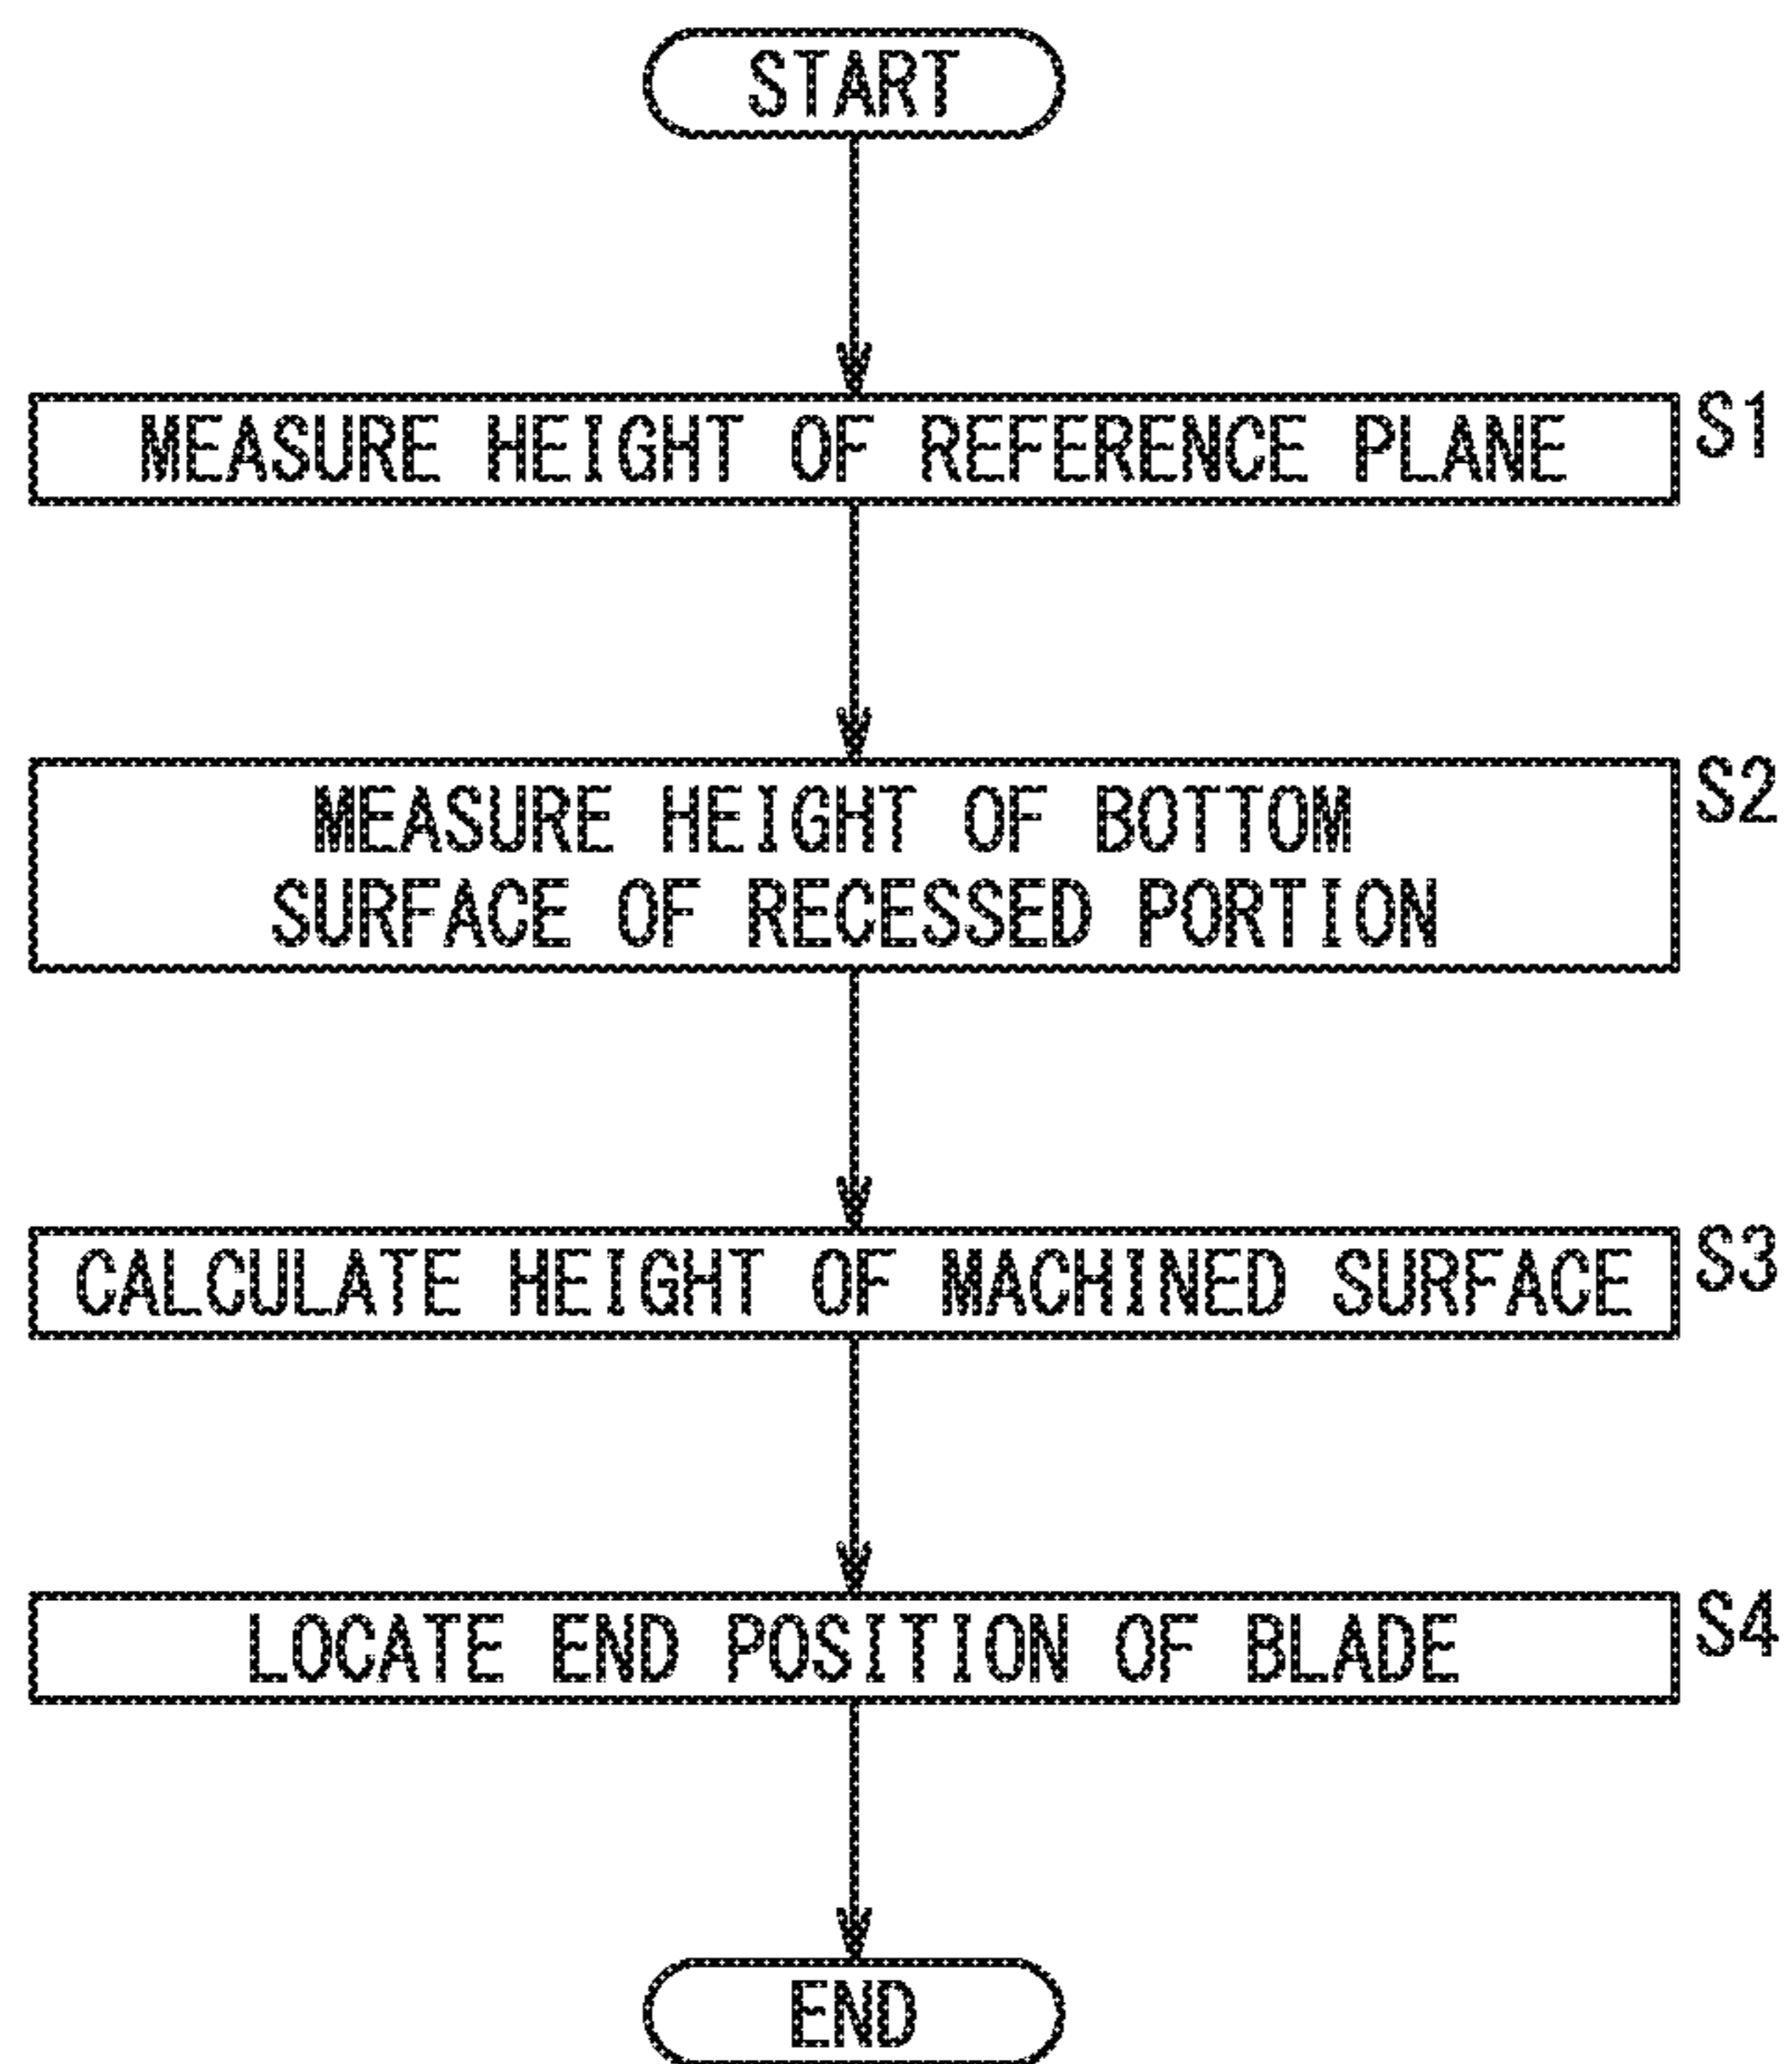 START
MEASURE HEIGHT OF REFERENCE PLANE
S1
MEASURE HEIGHT OF BOTTOM
SURFACE OF RECESSED PORTION
S2
CALCULATE HEIGHT OF MACHINED SURFACE
S3
LOCATE END POSITION OF BLADE
S4
END